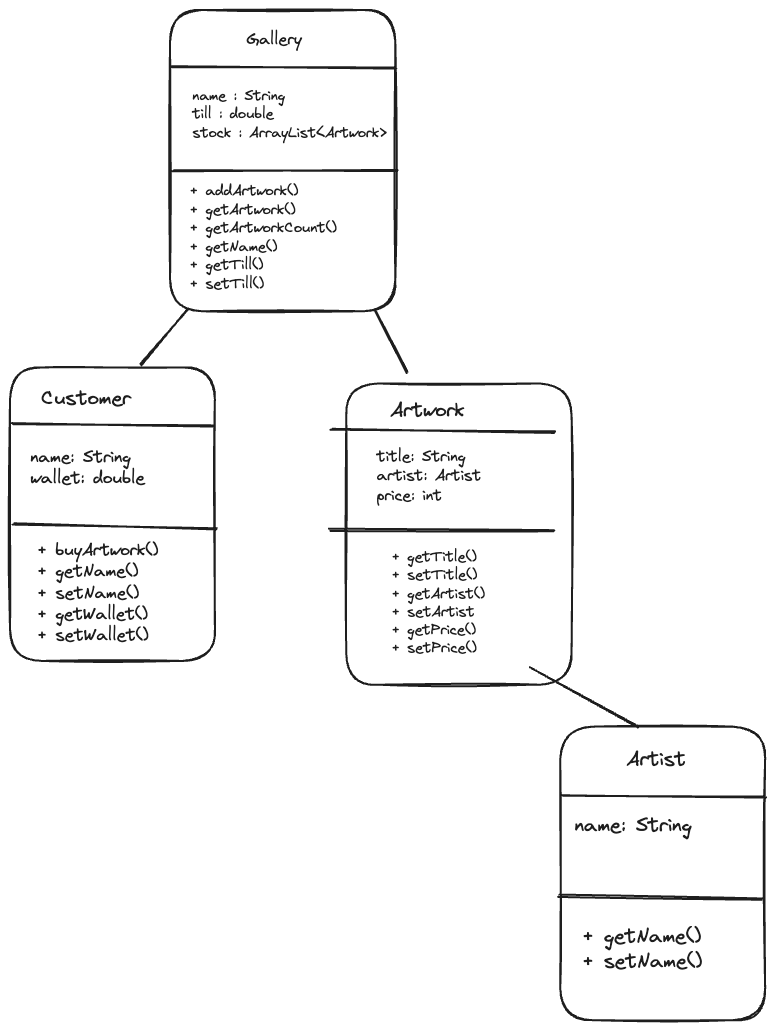 Gallery
name : String
till : double
stock : ArrayList<Artwork>
+ addArtwork()
+ getArtwork()
+ getArtworkCount()
+ getName()
+ getTill()
+ setTill()
Customer
name: String
wallet: double
+ buyArtwork()
+ getName()
+ setName()
+ getWallet()
+ setWallet()
Artwork
title: String
artist: Artist
price: int
+ getTitle()
+ setTitle()
+ getArtist()
+ setArtist
+ getPrice()
+ setPrice()
Artist
name: String
+ getName()
+ setName()